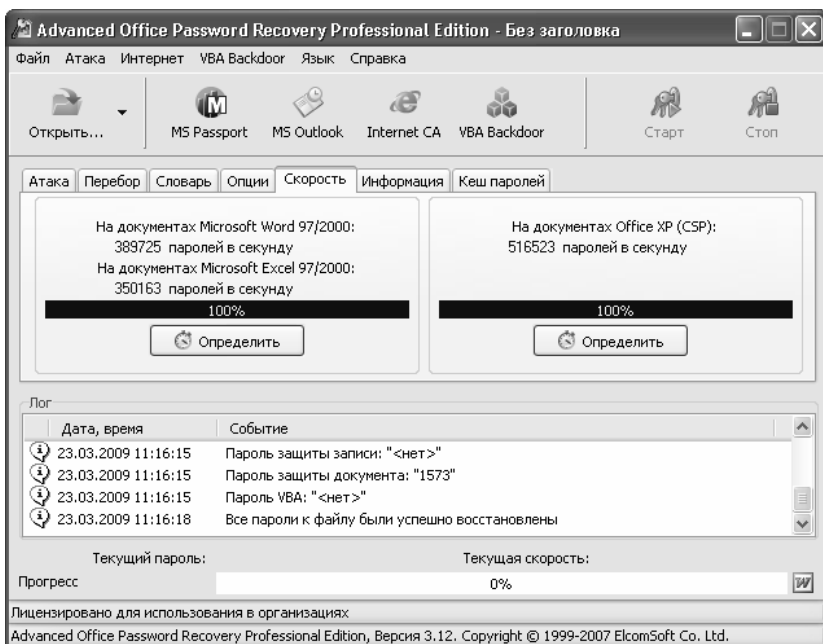 Advanced Office Password Recovery Professional Edition - Без заголовка
Файл Атака Интернет VBA Backdoor Язык Справка
Открыть... MS Passport MS Outlook Internet CA VBA Backdoor Старт Стоп
Атака Перебор Словарь Опции Скорость Информация Кеш паролей
На документах Microsoft Word 97/2000:
389725 паролей в секунду
На документах Microsoft Excel 97/2000:
350163 паролей в секунду
100%
Определить
На документах Office XP (CSP):
516523 паролей в секунду
100%
Определить
Лог
Дата, время Событие
23.03.2009 11:16:15 Пароль защиты записи: "<нет>"
23.03.2009 11:16:15 Пароль защиты документа: "1573"
23.03.2009 11:16:15 Пароль VBA: "<нет>"
23.03.2009 11:16:18 Все пароли к файлу были успешно восстановлены
Текущий пароль: Текущая скорость:
Прогресс 0%
Лицензировано для использования в организациях
Advanced Office Password Recovery Professional Edition, Версия 3.12. Copyright © 1999-2007 ElcomSoft Co. Ltd.